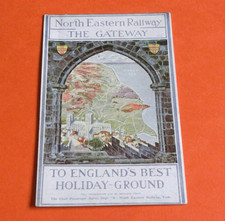 North Eastern Railway
THE GATEWAY
TO ENGLAND'S BEST
HOLIDAY-GROUND